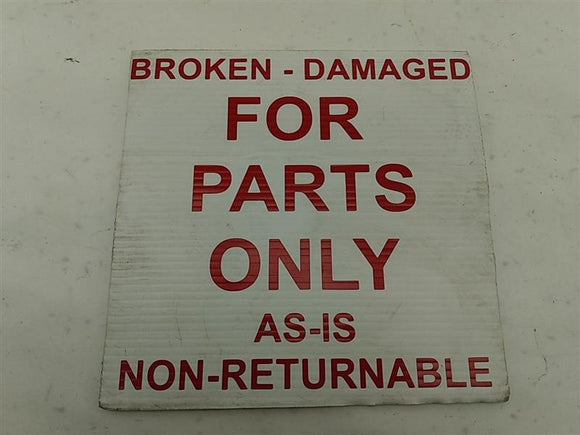 BROKEN - DAMAGED
FOR
PARTS
ONLY
AS-IS
NON-RETURNABLE